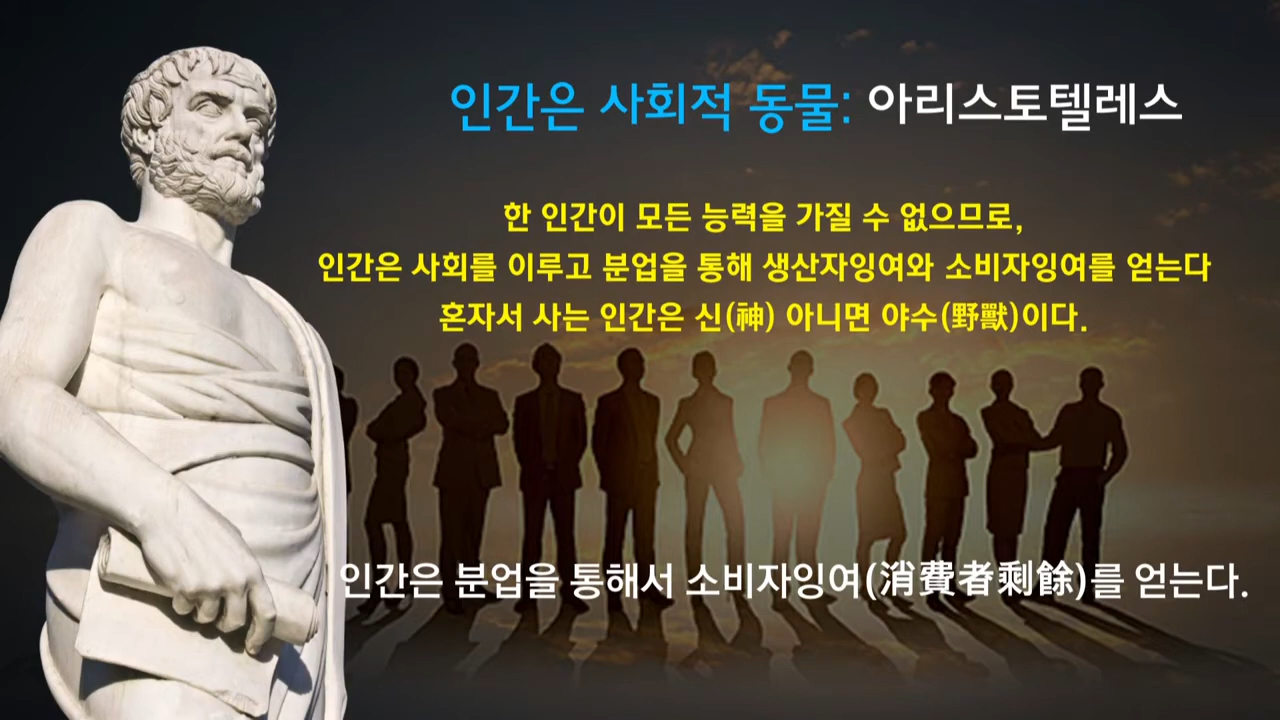 인간은 사회적 동물: 아리스토텔레스
한 인간이 모든 능력을 가질 수 없으므로,
인간은 사회를 이루고 분업을 통해 생산자잉여와 소비자잉여를 얻는다
혼자서 사는 인간은 신(神) 아니면 야수(野獸)이다.
인간은 분업을 통해서 소비자잉여(消費者剩餘)를 얻는다.